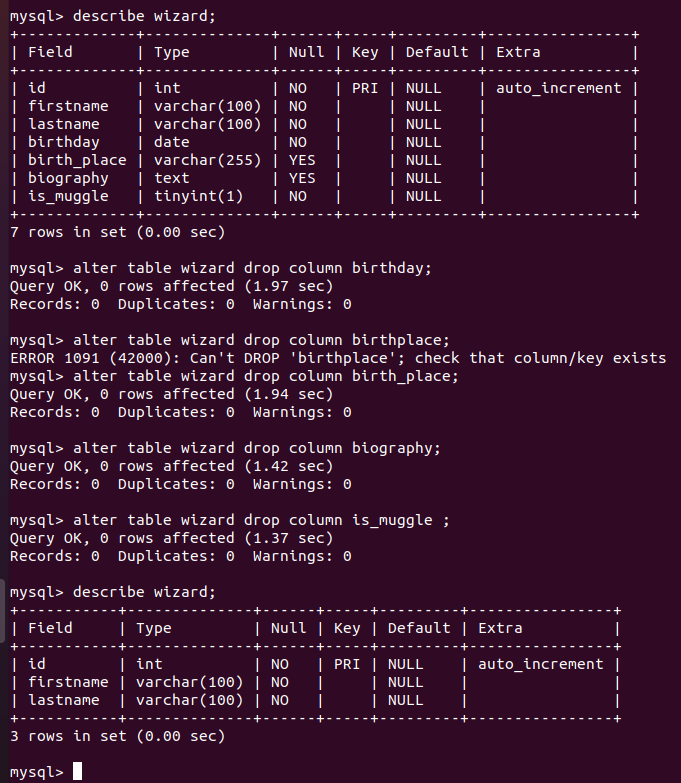 mysql> describe wizard;
+-------------+--------------+------+-----+---------+----------------+
| Field       | Type         | Null | Key | Default | Extra          |
+-------------+--------------+------+-----+---------+----------------+
| id          | int          | NO   | PRI | NULL    | auto_increment |
| firstname   | varchar(100) | NO   |     | NULL    |                |
| lastname    | varchar(100) | NO   |     | NULL    |                |
| birthday    | date         | NO   |     | NULL    |                |
| birth_place | varchar(255) | YES  |     | NULL    |                |
| biography   | text         | YES  |     | NULL    |                |
| is_muggle   | tinyint(1)   | NO   |     | NULL    |                |
+-------------+--------------+------+-----+---------+----------------+
7 rows in set (0.00 sec)

mysql> alter table wizard drop column birthday;
Query OK, 0 rows affected (1.97 sec)
Records: 0  Duplicates: 0  Warnings: 0

mysql> alter table wizard drop column birthplace;
ERROR 1091 (42000): Can't DROP 'birthplace'; check that column/key exists
mysql> alter table wizard drop column birth_place;
Query OK, 0 rows affected (1.94 sec)
Records: 0  Duplicates: 0  Warnings: 0

mysql> alter table wizard drop column biography;
Query OK, 0 rows affected (1.42 sec)
Records: 0  Duplicates: 0  Warnings: 0

mysql> alter table wizard drop column is_muggle ;
Query OK, 0 rows affected (1.37 sec)
Records: 0  Duplicates: 0  Warnings: 0

mysql> describe wizard;
+-----------+--------------+------+-----+---------+----------------+
| Field     | Type         | Null | Key | Default | Extra          |
+-----------+--------------+------+-----+---------+----------------+
| id        | int          | NO   | PRI | NULL    | auto_increment |
| firstname | varchar(100) | NO   |     | NULL    |                |
| lastname  | varchar(100) | NO   |     | NULL    |                |
+-----------+--------------+------+-----+---------+----------------+
3 rows in set (0.00 sec)

mysql>